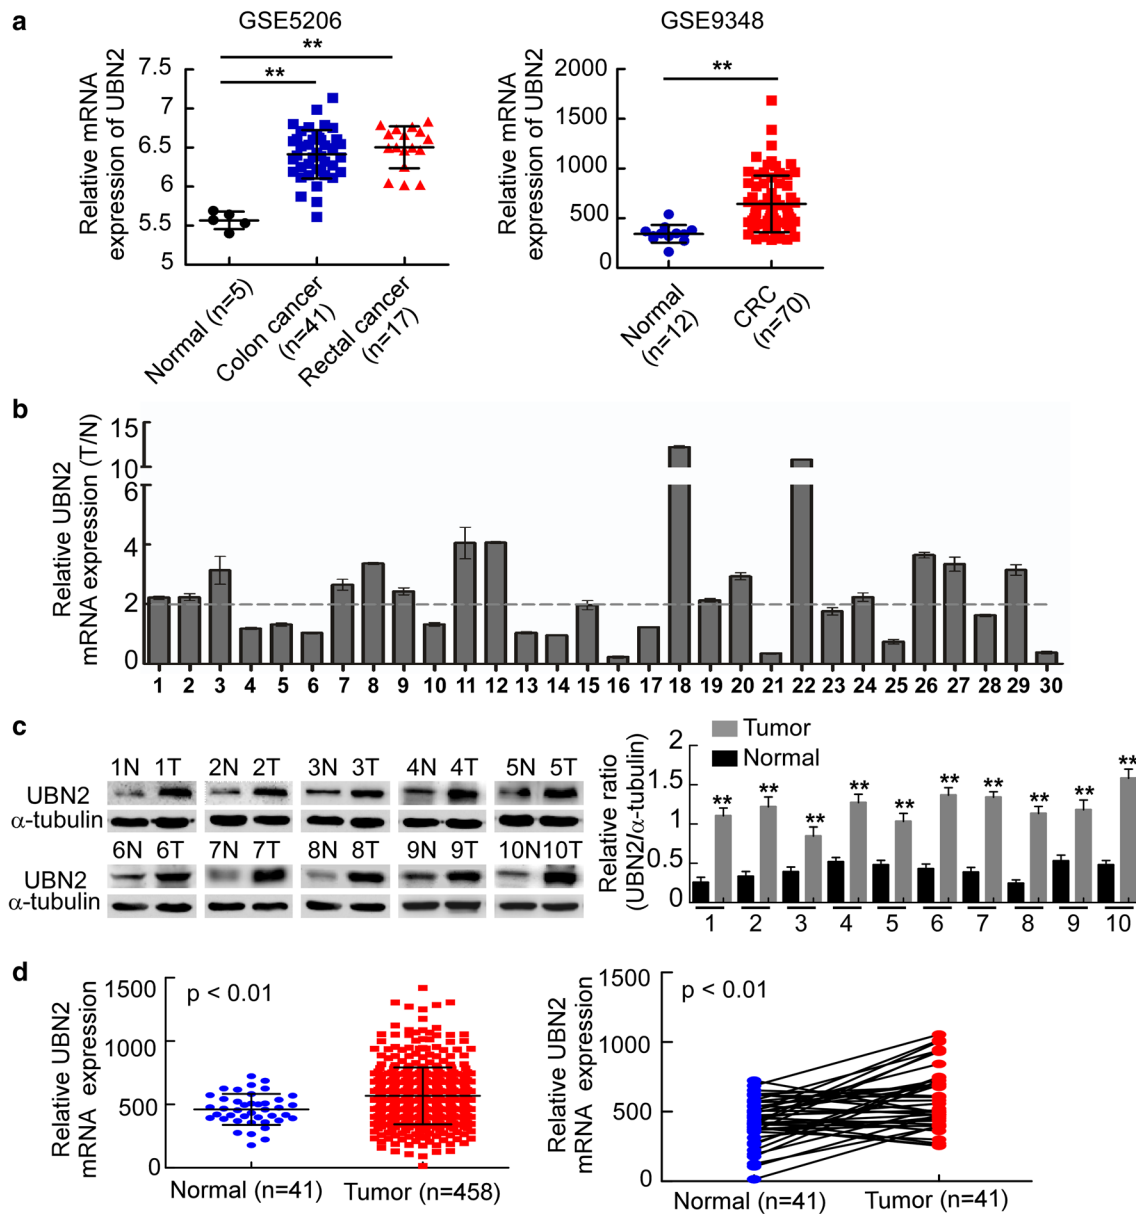 a
GSE5206
GSE9348
Relative mRNA
expression of UBN2
7.5
7
6.5
6
5.5
5
**
**
Normal (n=5)
Colon cancer
(n=41)
Rectal cancer
(n=17)
Relative mRNA
expression of UBN2
2000
1500
1000
500
0
**
Normal
(n=12)
CRC
(n=70)
b
Relative UBN2
mRNA expression (T/N)
15
10
6
4
2
0
1 2 3 4 5 6 7 8 9 10 11 12 13 14 15 16 17 18 19 20 21 22 23 24 25 26 27 28 29 30
c
1N 1T 2N 2T 3N 3T 4N 4T 5N 5T
UBN2
α-tubulin
6N 6T 7N 7T 8N 8T 9N 9T 10N 10T
UBN2
α-tubulin
Tumor
Normal
Relative ratio
(UBN2/α-tubulin)
2
1.5
1
0.5
0
** ** ** ** ** ** ** ** ** **
1 2 3 4 5 6 7 8 9 10
d
Relative UBN2
mRNA expression
1500
1000
500
0
p < 0.01
Normal (n=41) Tumor (n=458)
Relative UBN2
mRNA expression
1500
1000
500
0
p < 0.01
Normal (n=41) Tumor (n=41)